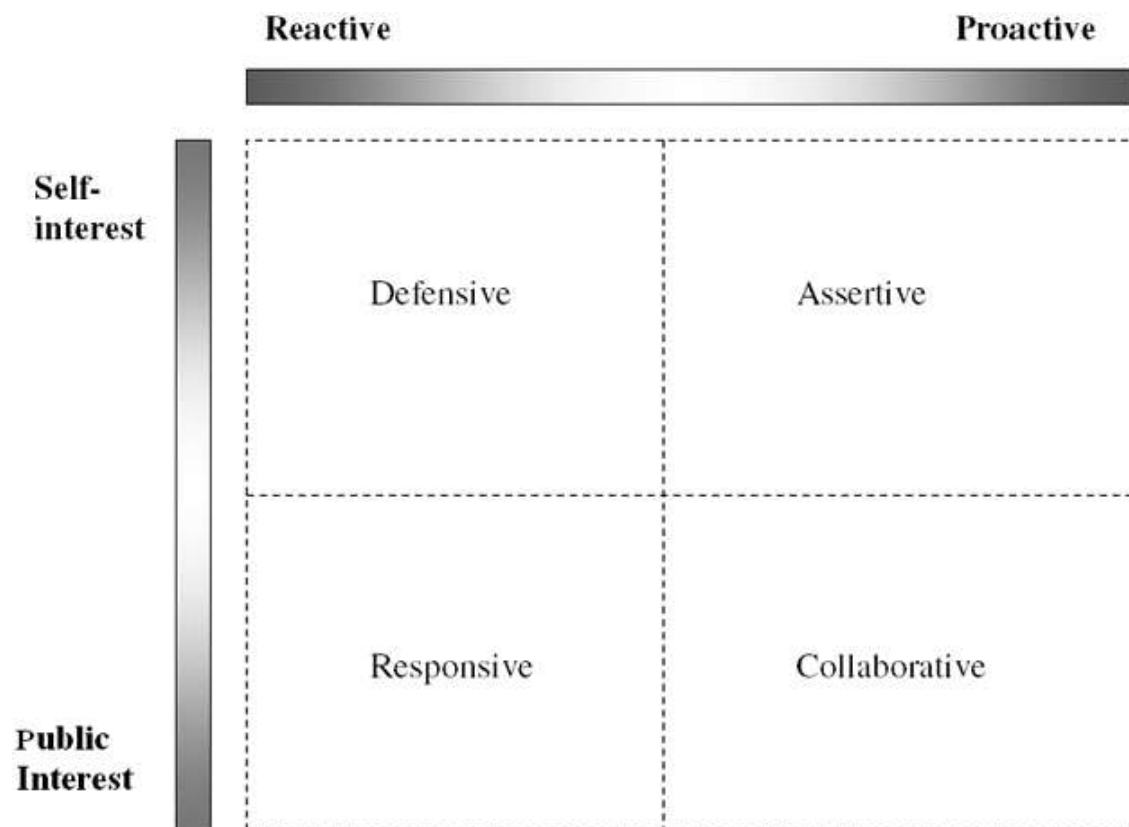 Reactive Proactive
Self-
interest
Defensive Assertive
Responsive Collaborative
Public
Interest